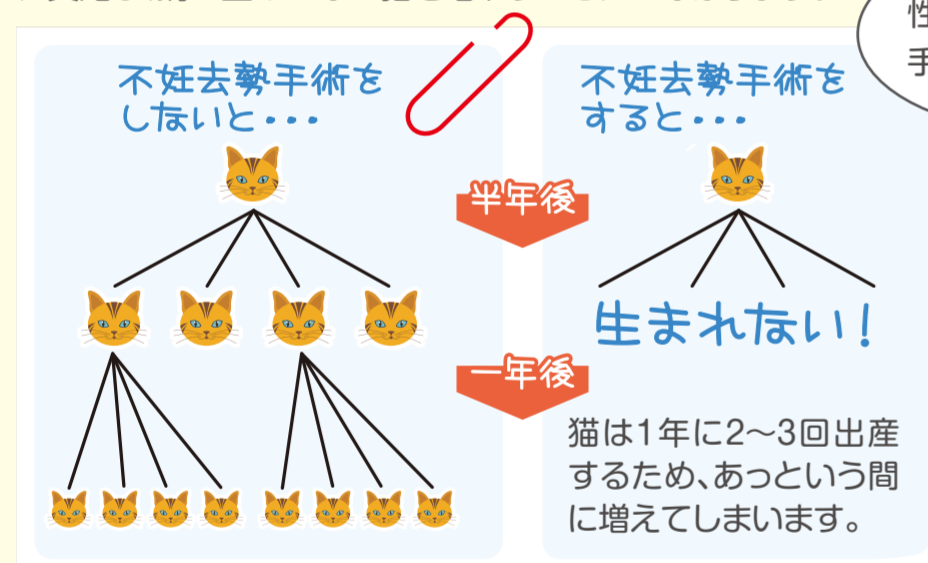 性
手
不妊去勢手術を
しないと・・・
不妊去勢手術を
すると・・・
半年後
生まれない！
一年後
猫は1年に2〜3回出産
するため、あっという間
に増えてしまいます。